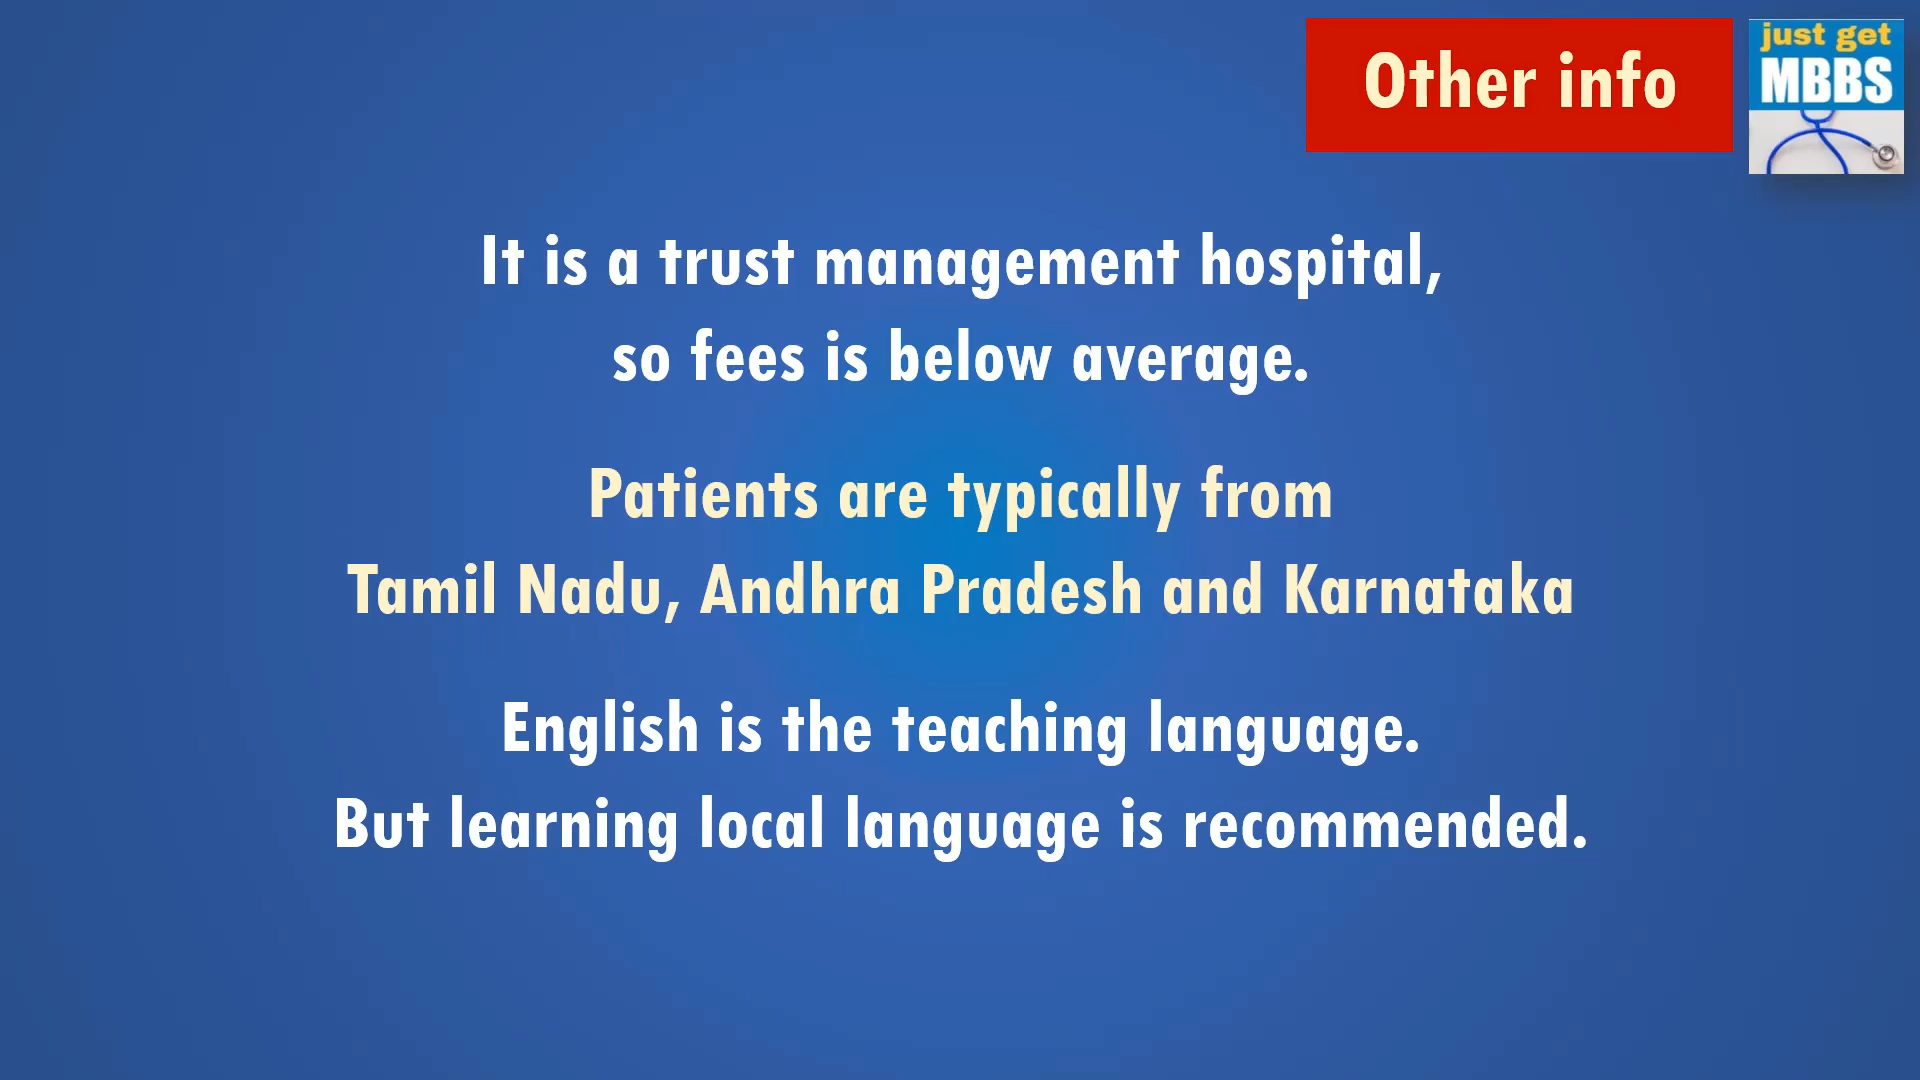 Other info
just get
MBBS
It is a trust management hospital,
so fees is below average.
Patients are typically from
Tamil Nadu, Andhra Pradesh and Karnataka
English is the teaching language.
But learning local language is recommended.